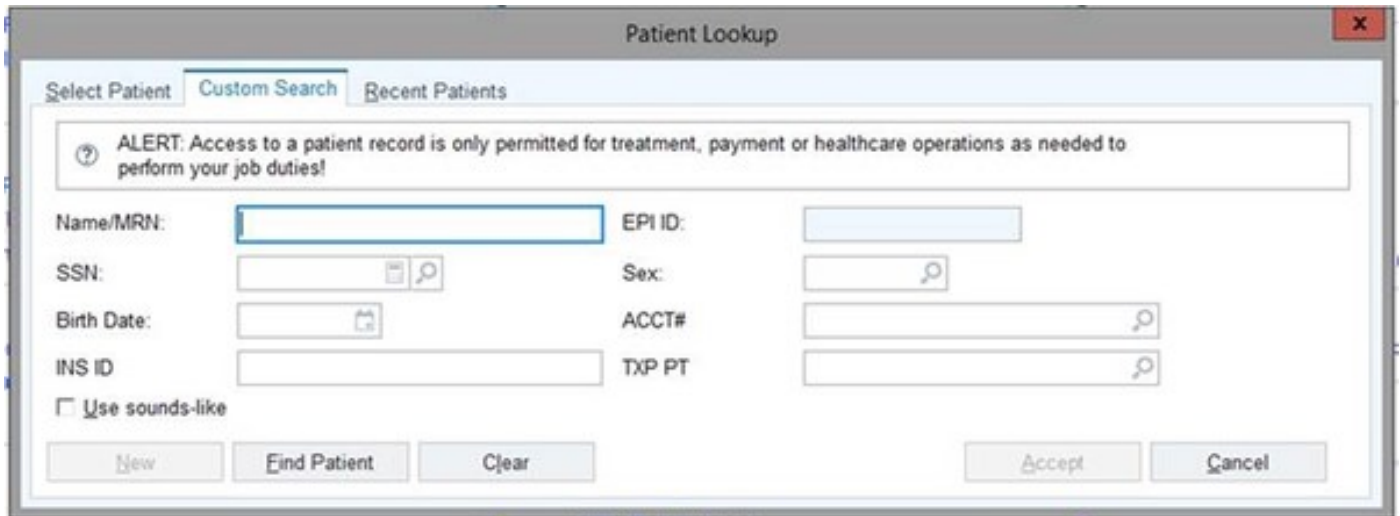 Patient Lookup
x
Select Patient Custom Search Recent Patients
ALERT: Access to a patient record is only permitted for treatment, payment or healthcare operations as needed to
perform your job duties!
Name/MRN: EPI ID:
SSN: Sex:
Birth Date: ACCT#
INS ID TXP PT
Use sounds-like
New Find Patient Clear Accept Cancel